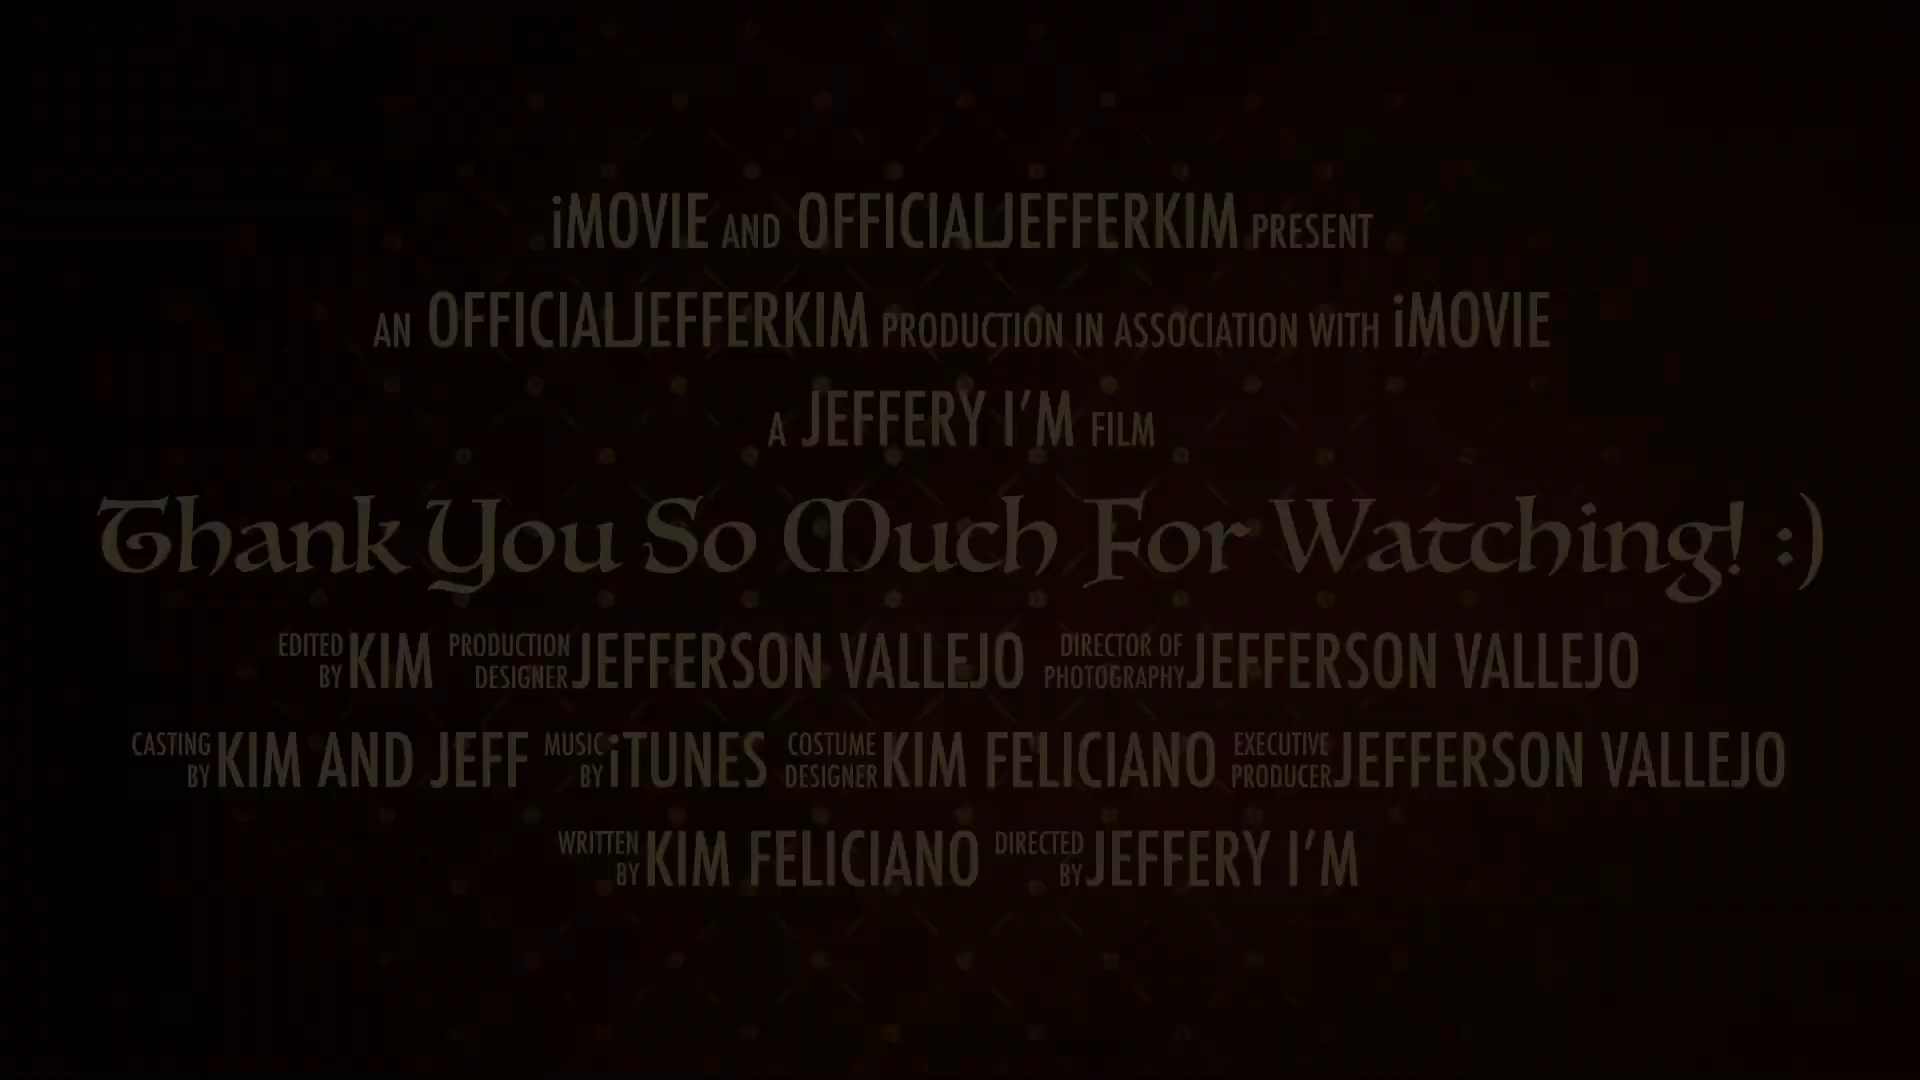 iMOVIE AND OFFICIALJEFFERKIM PRESENT
AN OFFICIALJEFFERKIM PRODUCTION IN ASSOCIATION WITH iMOVIE
A JEFFERY I'M FILM
Thank You So Much For Watching! :)
EDITED BY KIM PRODUCTION DESIGNER JEFFERSON VALLEJO DIRECTOR OF PHOTOGRAPHY JEFFERSON VALLEJO
CASTING BY KIM AND JEFF MUSIC BY iTUNES COSTUME DESIGNER KIM FELICIANO EXECUTIVE PRODUCER JEFFERSON VALLEJO
WRITTEN BY KIM FELICIANO DIRECTED BY JEFFERY I'M